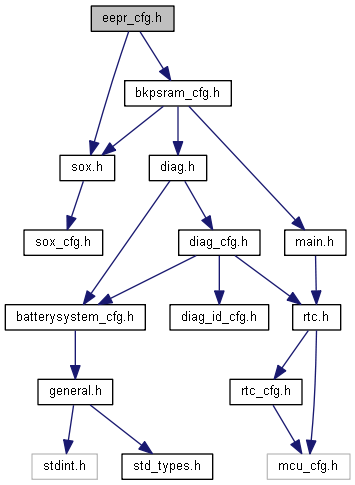 eepr_cfg.h
bkpsram_cfg.h
sox.h
diag.h
sox_cfg.h
diag_cfg.h
main.h
batterysystem_cfg.h
diag_id_cfg.h
rtc.h
general.h
rtc_cfg.h
stdint.h
std_types.h
mcu_cfg.h